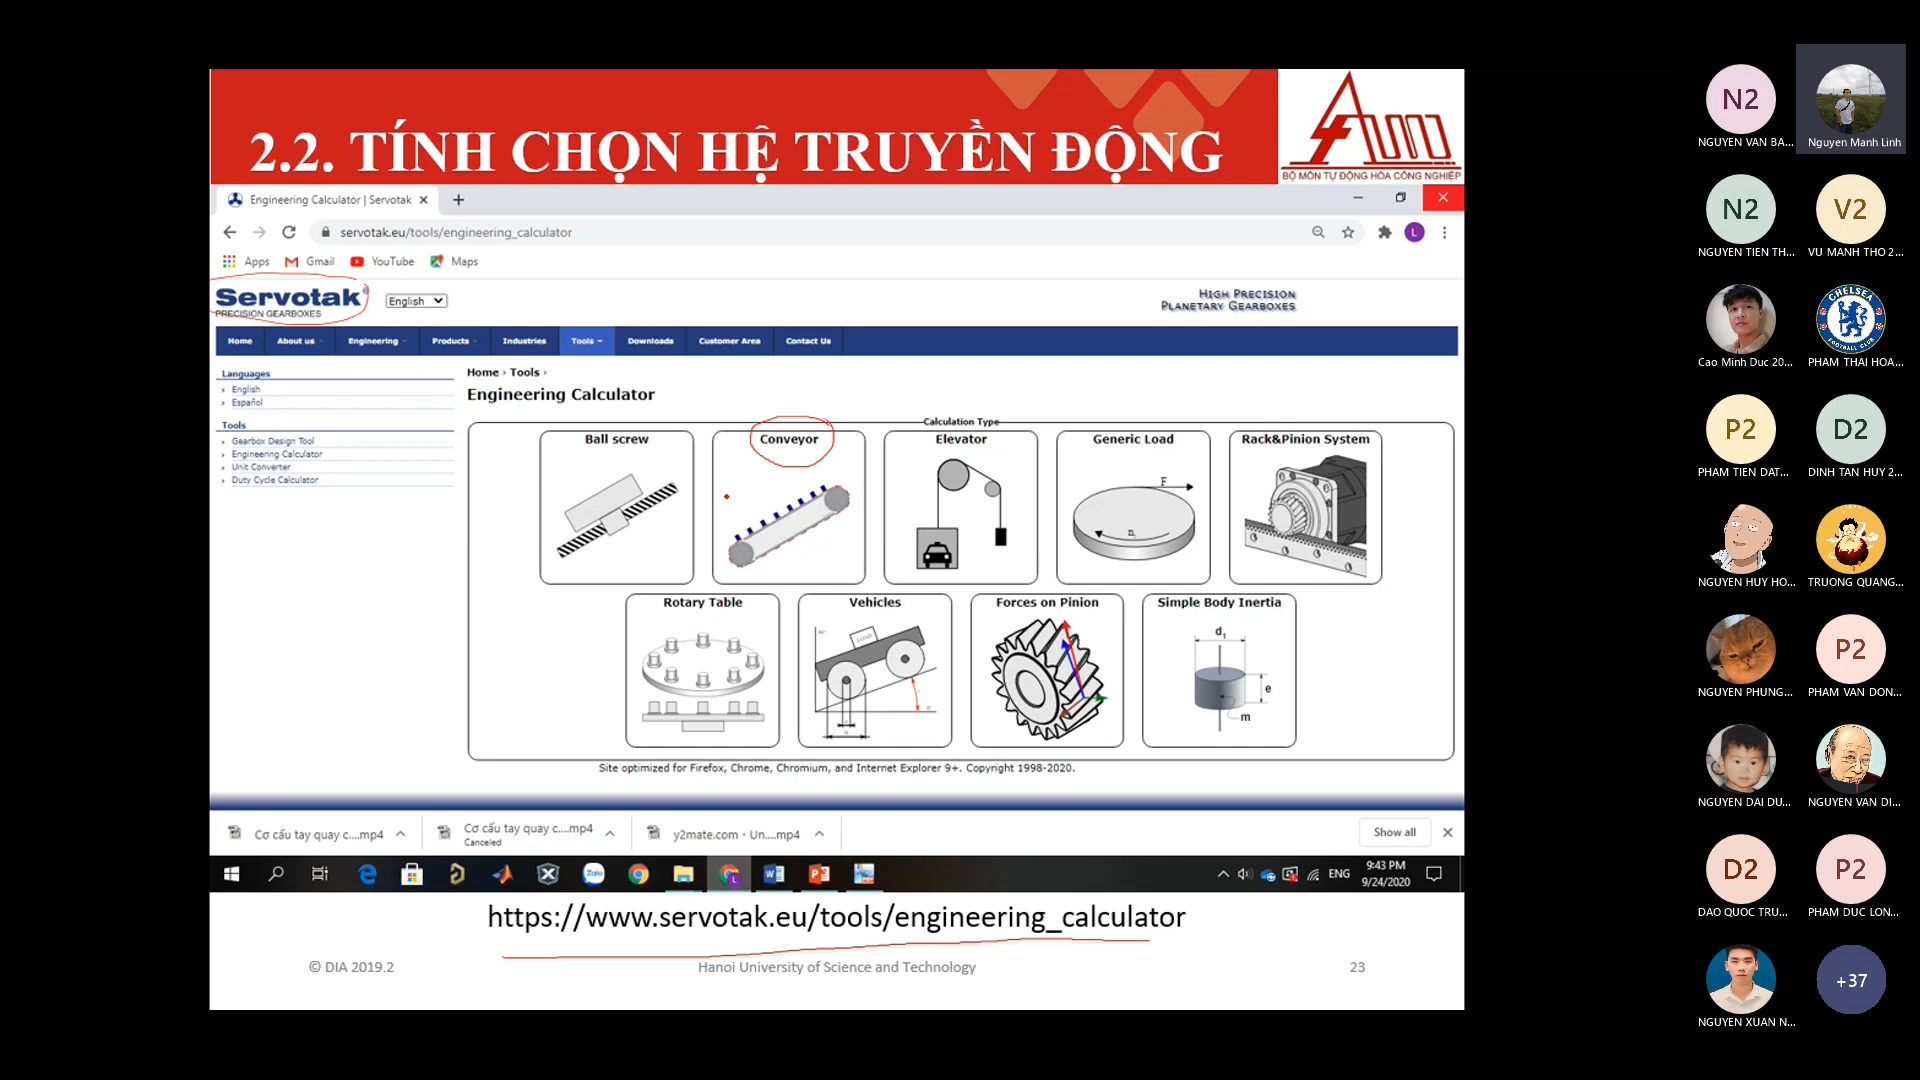 2.2. TÍNH CHỌN HỆ TRUYỀN ĐỘNG
BỘ MÔN TỰ ĐỘNG HÓA CÔNG NGHIỆP
Engineering Calculator | Servotak
servotak.eu/tools/engineering_calculator
L
Apps Gmail YouTube Maps
Servotak®
PRECISION GEARBOXES
English
HIGH PRECISION
PLANETARY GEARBOXES
Home About us Engineering Products Industries Tools Downloads Customer Area Contact Us
Languages
English
Español
Tools
Gearbox Design Tool
Engineering Calculator
Unit Converter
Duty Cycle Calculator
Home › Tools ›
Engineering Calculator
Calculation Type
Ball screw Conveyor Elevator Generic Load Rack&Pinion System
F
n
Rotary Table Vehicles Forces on Pinion Simple Body Inertia
LOAD
d1
e
m
Site optimized for Firefox, Chrome, Chromium, and Internet Explorer 9+. Copyright 1998-2020.
Cơ cấu tay quay c....mp4
Cơ cấu tay quay c....mp4
Canceled
y2mate.com - Un....mp4
Show all
Zalo
ENG
9:43 PM
9/24/2020
https://www.servotak.eu/tools/engineering_calculator
© DIA 2019.2 Hanoi University of Science and Technology 23
N2
NGUYEN VAN BA... Nguyen Manh Linh
N2 V2
NGUYEN TIEN TH... VU MANH THO 2...
CHELSEA
FOOTBALL CLUB
Cao Minh Duc 20... PHAM THAI HOA...
P2 D2
PHAM TIEN DAT... DINH TAN HUY 2...
NGUYEN HUY HO... TRUONG QUANG...
P2
NGUYEN PHUNG... PHAM VAN DON...
NGUYEN DAI DU... NGUYEN VAN DI...
D2 P2
DAO QUOC TRU... PHAM DUC LON...
+37
NGUYEN XUAN N...